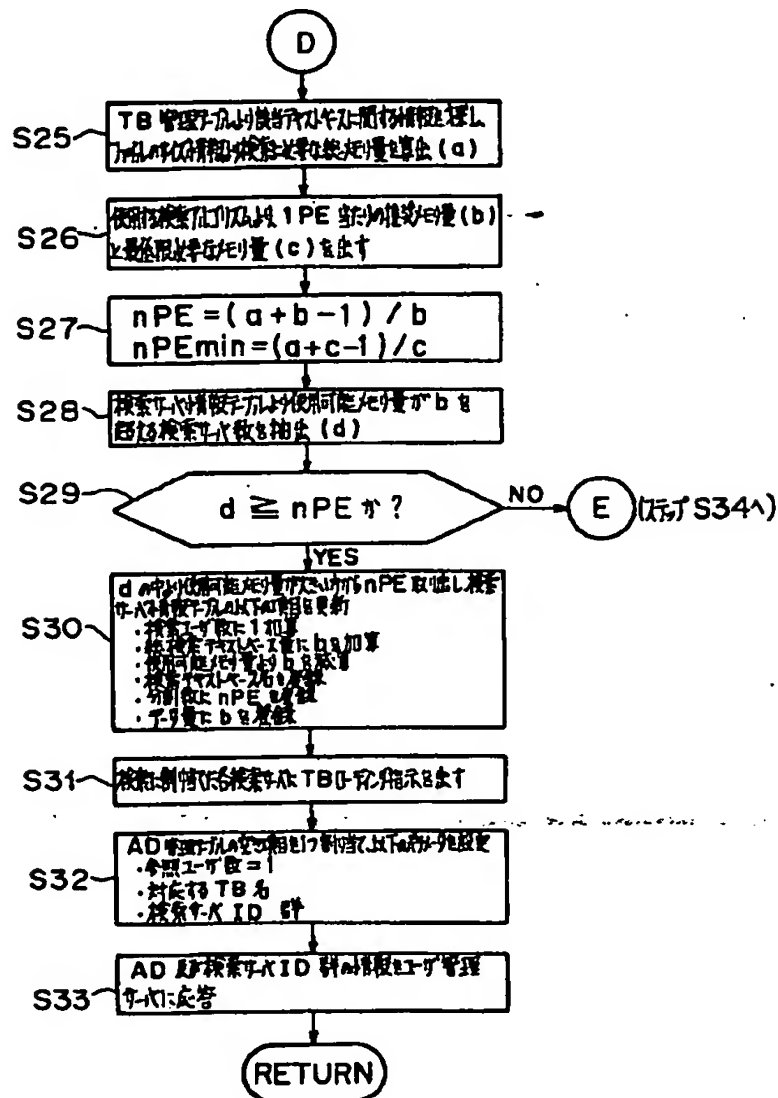 D
S25
TB管理テーブルより該当テキストベースに関する情報を探し、
ファイルのサイズ情報より検索に必要な総メモリ量を算出(a)
S26
使用する検索アルゴリズムより、1PE当たりの推奨メモリ量(b)
と最低限必要なメモリ量(c)を出す
S27
nPE=(a+b-1)/b
nPEmin=(a+c-1)/c
S28
検索サーバ情報テーブルより使用可能メモリ量がbを
超える検索サーバ数を抽出(d)
S29
d≧nPEか?
NO
E
(ステップS34へ)
YES
S30
dの中より使用可能メモリ量が大きい方からnPE取り出し検索
サーバ情報テーブルの以下の項目を更新
・検索ユーザ数に1加算
・総検索テキストベース量にbを加算
・使用可能メモリ量よりbを減算
・検索テキストベース名を登録
・分割数にnPEを登録
・データ量にbを登録
S31
検索に割当てた各検索サーバにTBローディング指示を出す
S32
AD管理テーブルの空き項目を1つ割り当て、以下のパラメータを設定
・参照ユーザ数=1
・対応するTB名
・検索サーバID群
S33
AD及び検索サーバID群の情報をユーザ管理
サーバに応答
RETURN